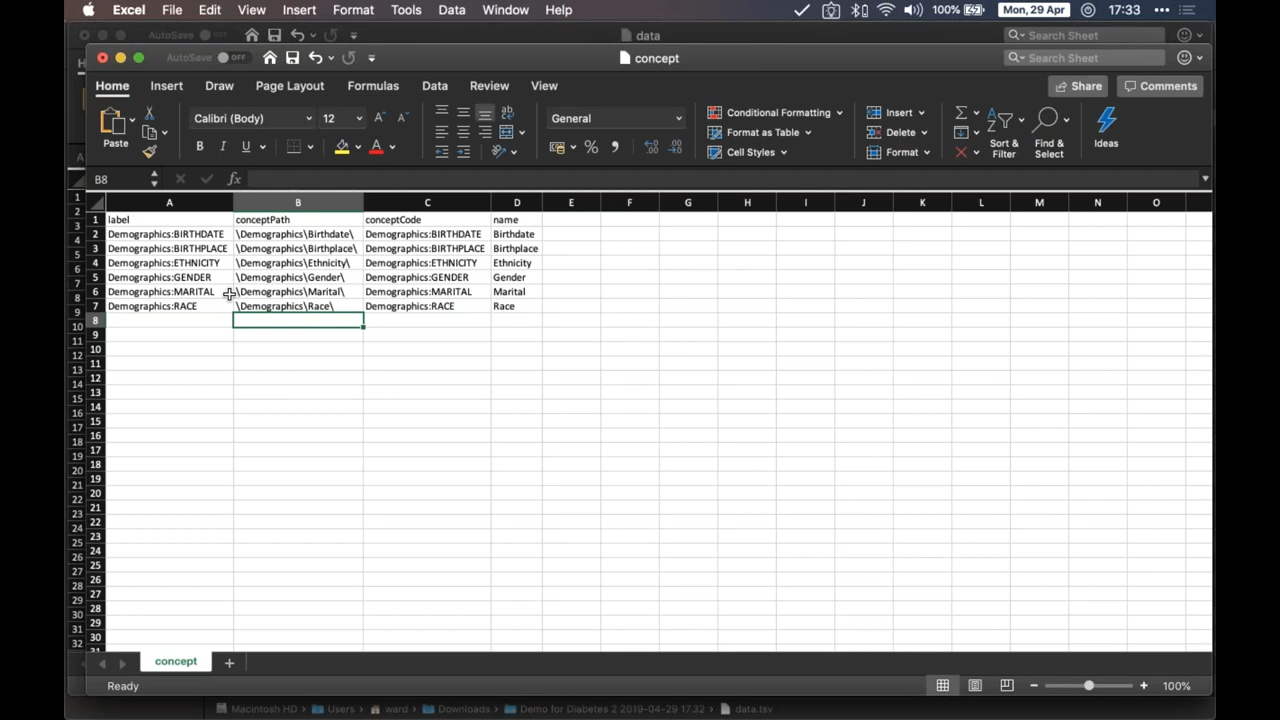 Excel File Edit View Insert Format Tools Data Window Help 100% Mon, 29 Apr 17:33
AutoSave OFF data Search Sheet
AutoSave OFF concept Search Sheet
Home Insert Draw Page Layout Formulas Data Review View Share Comments
Calibri (Body) 12 General Conditional Formatting Insert
Format as Table Delete
Paste B I U A % Cell Styles Format Sort & Filter Find & Select Ideas
B8 fx
A B C D E F G H I J K L M N O
1 label conceptPath conceptCode name
2 Demographics:BIRTHDATE \Demographics\Birthdate\ Demographics:BIRTHDATE Birthdate
3 Demographics:BIRTHPLACE \Demographics\Birthplace\ Demographics:BIRTHPLACE Birthplace
4 Demographics:ETHNICITY \Demographics\Ethnicity\ Demographics:ETHNICITY Ethnicity
5 Demographics:GENDER \Demographics\Gender\ Demographics:GENDER Gender
6 Demographics:MARITAL \Demographics\Marital\ Demographics:MARITAL Marital
7 Demographics:RACE \Demographics\Race\ Demographics:RACE Race
8
9
10
11
12
13
14
15
16
17
18
19
20
21
22
23
24
25
26
27
28
29
30
concept
Ready 100%
Macintosh HD Users ward Downloads Demo for Diabetes 2 2019-04-29 17.32 data.tsv